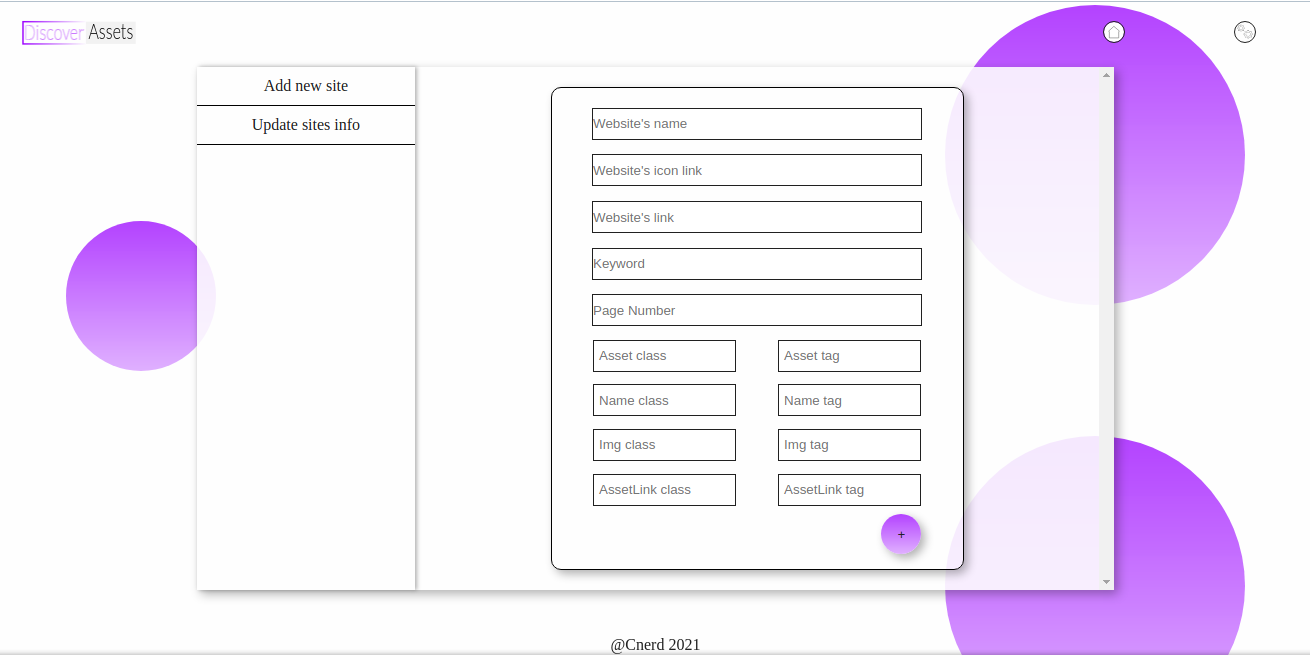 Discover Assets
Add new site
Update sites info
Website's name
Website's icon link
Website's link
Keyword
Page Number
Asset class Asset tag
Name class Name tag
Img class Img tag
AssetLink class AssetLink tag
+
@Cnerd 2021